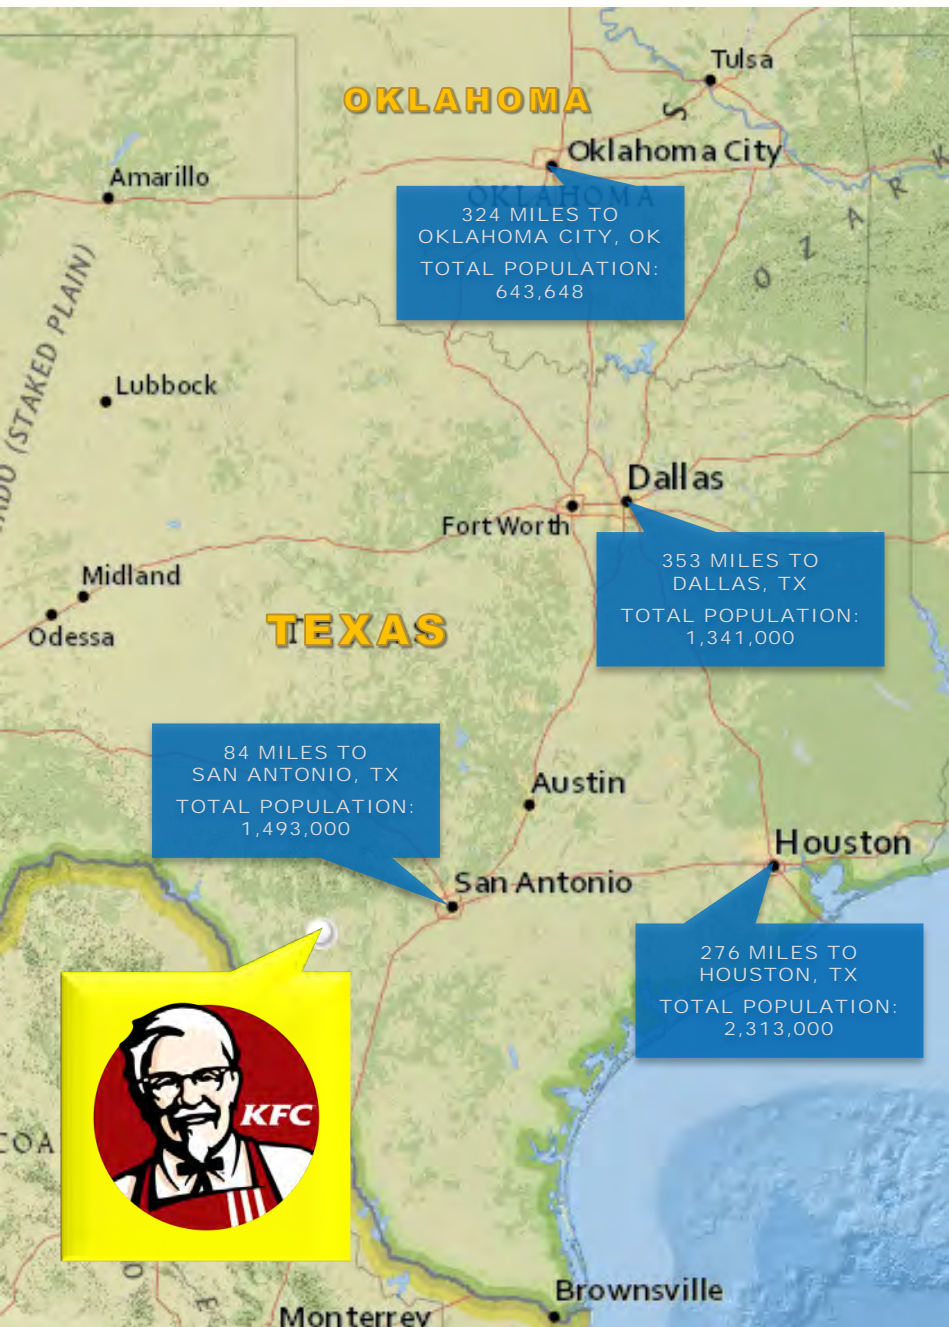 Tulsa
OKLAHOMA
S
Oklahoma City
Amarillo
OKLAHOMA
OZARK
324 MILES TO
OKLAHOMA CITY, OK
TOTAL POPULATION:
643,648
(STAKED PLAIN)
Lubbock
Dallas
Fort Worth
353 MILES TO
DALLAS, TX
TOTAL POPULATION:
1,341,000
Midland
Odessa
TEXAS
84 MILES TO
SAN ANTONIO, TX
TOTAL POPULATION:
1,493,000
Austin
Houston
San Antonio
276 MILES TO
HOUSTON, TX
TOTAL POPULATION:
2,313,000
KFC
COA
O
E
Brownsville
Monterrey